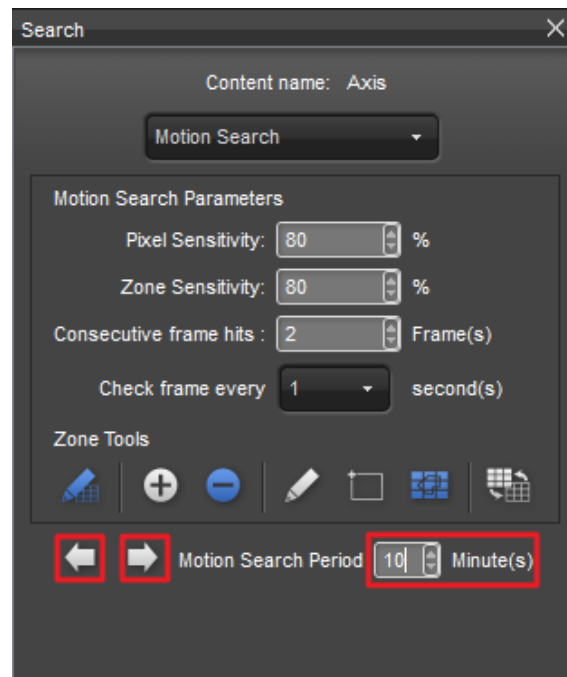 Search
Content name: Axis
Motion Search
Motion Search Parameters
Pixel Sensitivity: 80 %
Zone Sensitivity: 80 %
Consecutive frame hits : 2 Frame(s)
Check frame every 1 second(s)
Zone Tools
Motion Search Period 10 Minute(s)